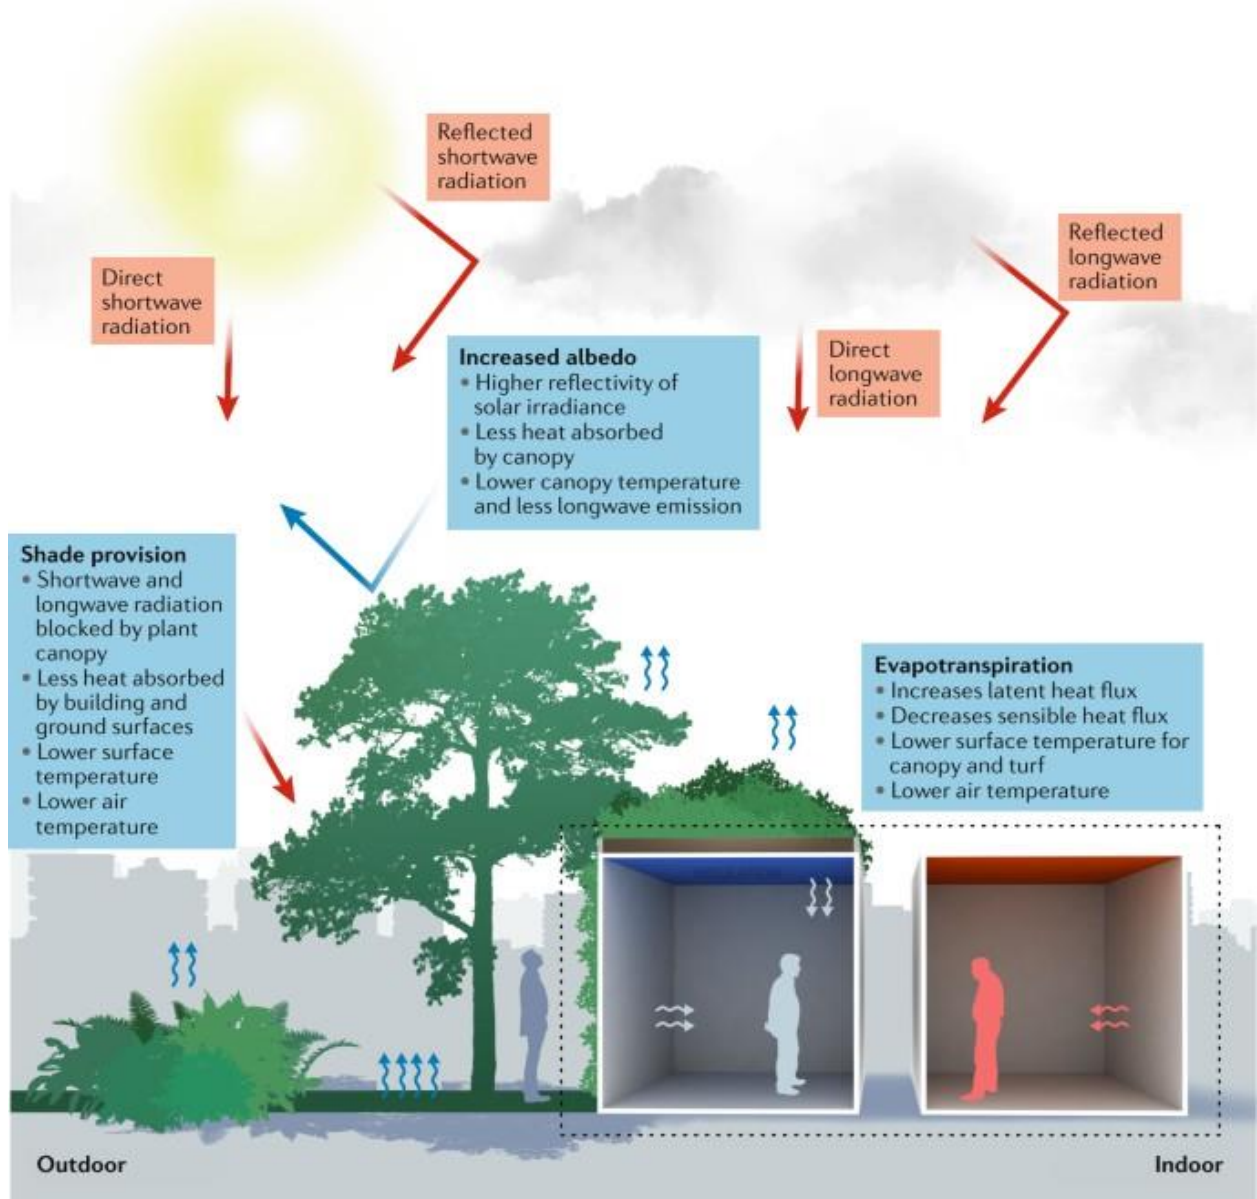 Reflected
shortwave
radiation
Direct
shortwave
radiation
Reflected
longwave
radiation
Direct
longwave
radiation
Increased albedo
• Higher reflectivity of
solar irradiance
• Less heat absorbed
by canopy
• Lower canopy temperature
and less longwave emission
Shade provision
• Shortwave and
longwave radiation
blocked by plant
canopy
• Less heat absorbed
by building and
ground surfaces
• Lower surface
temperature
• Lower air
temperature
Evapotranspiration
• Increases latent heat flux
• Decreases sensible heat flux
• Lower surface temperature for
canopy and turf
• Lower air temperature
Outdoor
Indoor